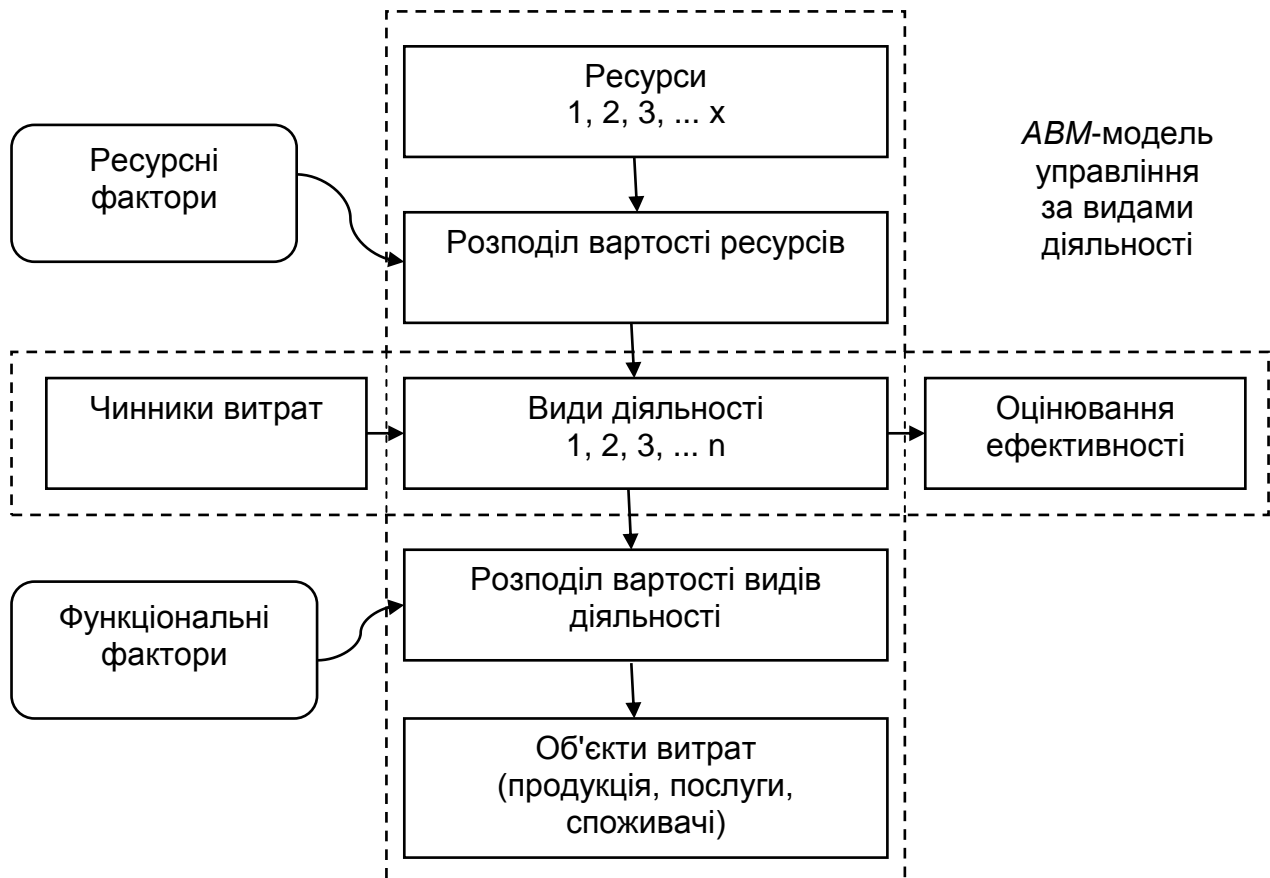 Ресурси
1, 2, 3, ... х
АВМ-модель
управління
за видами
діяльності
Ресурсні
фактори
Розподіл вартості ресурсів
Чинники витрат
Види діяльності
1, 2, 3, ... n
Оцінювання
ефективності
Розподіл вартості видів
діяльності
Функціональні
фактори
Об'єкти витрат
(продукція, послуги,
споживачі)